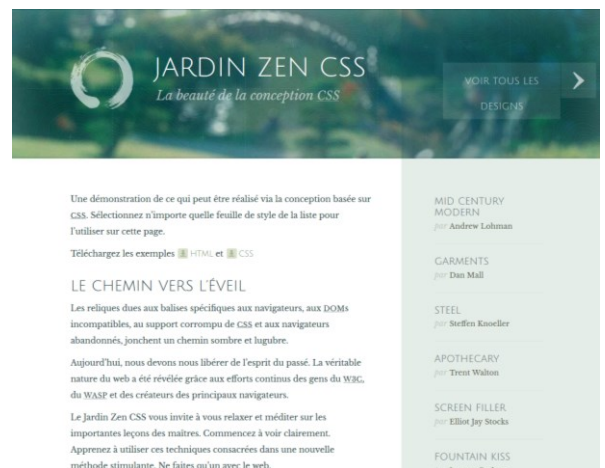 JARDIN ZEN CSS
La beauté de la conception CSS
VOIR TOUS LES
DESIGNS
Une démonstration de ce qui peut être réalisé via la conception basée sur
CSS. Sélectionnez n'importe quelle feuille de style de la liste pour
l'utiliser sur cette page.
Téléchargez les exemples HTML et CSS
LE CHEMIN VERS L'ÉVEIL
Les reliques dues aux balises spécifiques aux navigateurs, aux DOMs
incompatibles, au support corrompu de CSS et aux navigateurs
abandonnés, jonchent un chemin sombre et lugubre.
Aujourd'hui, nous devons nous libérer de l'esprit du passé. La véritable
nature du web a été révélée grâce aux efforts continus des gens du W3C,
du WASP et des créateurs des principaux navigateurs.
Le Jardin Zen CSS vous invite à vous relaxer et méditer sur les
importantes leçons des maîtres. Commencez à voir clairement.
Apprenez à utiliser ces techniques consacrées dans une nouvelle
méthode stimulante. Ne faites qu'un avec le web.
MID CENTURY
MODERN
par Andrew Lohman
GARMENTS
par Dan Mall
STEEL
par Steffen Knoeller
APOTHECARY
par Trent Walton
SCREEN FILLER
par Elliot Jay Stocks
FOUNTAIN KISS